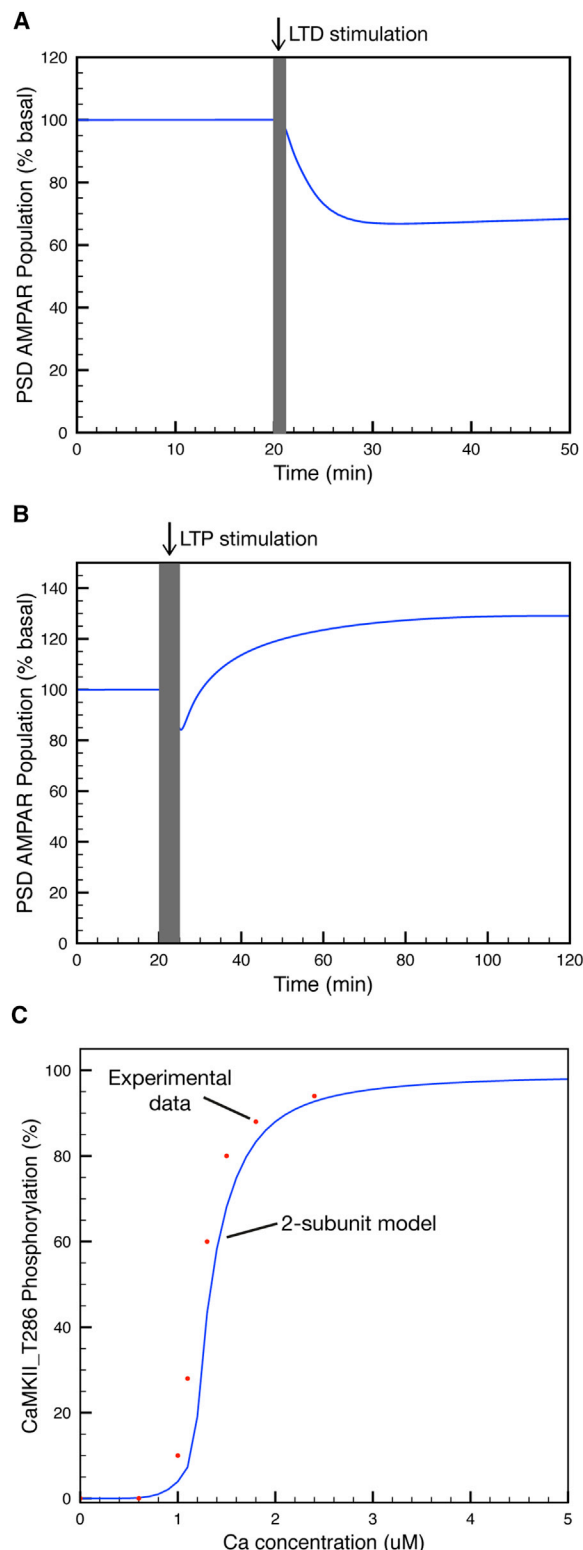 A
LTD stimulation
PSD AMPAR Population (% basal)
120
100
80
60
40
20
0
0 10 20 30 40 50
Time (min)
B
LTP stimulation
PSD AMPAR Population (% basal)
140
120
100
80
60
40
20
0
0 20 40 60 80 100 120
Time (min)
C
CaMKII_T286 Phosphorylation (%)
100
80
60
40
20
0
Experimental
data
2-subunit model
0 1 2 3 4 5
Ca concentration (uM)